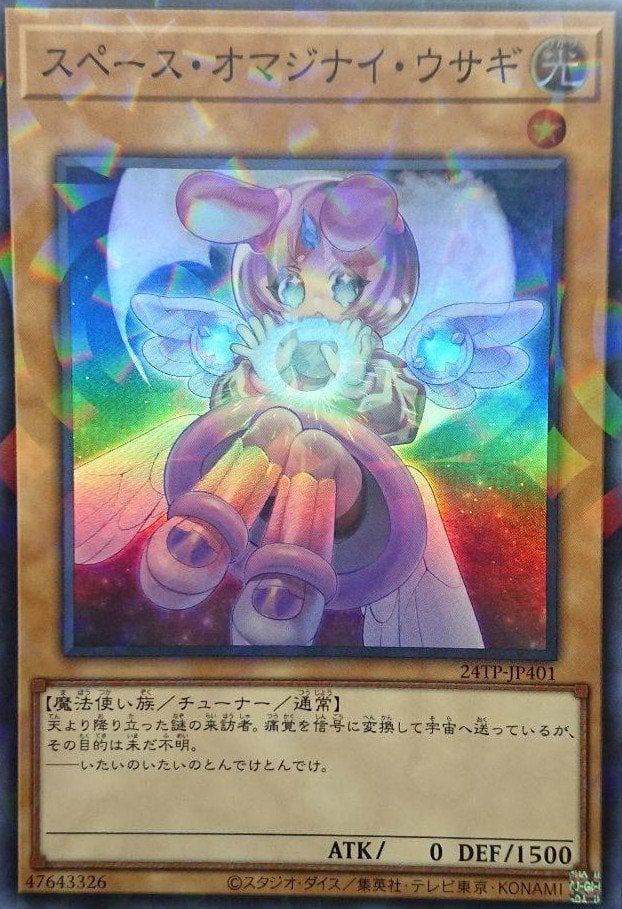 スペース・オマジナイ・ウサギ
光
24TP-JP401
【魔法使い族／チューナー／通常】
天より降り立った謎の来訪者。痛覚を信号に変換して宇宙へ送っているが、
その目的は未だ不明。
──いたいのいたいのとんでけとんでけ。
ATK/ 0 DEF/1500
47643326 ©スタジオ・ダイス／集英社・テレビ東京・KONAMI